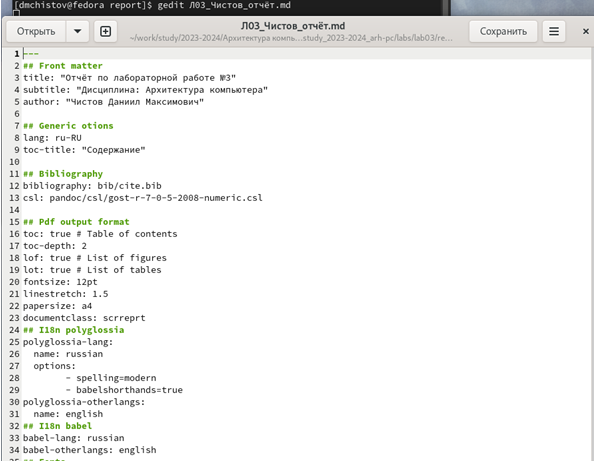 [dmchistov@fedora report]$ gedit Л03_Чистов_отчёт.md
Открыть
Л03_Чистов_отчёт.md
~/work/study/2023-2024/Архитектура компь…study_2023-2024_arh-pc/labs/lab03/re…
Сохранить
1 ---
2 ## Front matter
3 title: "Отчёт по лабораторной работе №3"
4 subtitle: "Дисциплина: Архитектура компьютера"
5 author: "Чистов Даниил Максимович"
6
7 ## Generic otions
8 lang: ru-RU
9 toc-title: "Содержание"
10
11 ## Bibliography
12 bibliography: bib/cite.bib
13 csl: pandoc/csl/gost-r-7-0-5-2008-numeric.csl
14
15 ## Pdf output format
16 toc: true # Table of contents
17 toc-depth: 2
18 lof: true # List of figures
19 lot: true # List of tables
20 fontsize: 12pt
21 linestretch: 1.5
22 papersize: a4
23 documentclass: scrreprt
24 ## I18n polyglossia
25 polyglossia-lang:
26   name: russian
27   options:
28         - spelling=modern
29         - babelshorthands=true
30 polyglossia-otherlangs:
31   name: english
32 ## I18n babel
33 babel-lang: russian
34 babel-otherlangs: english